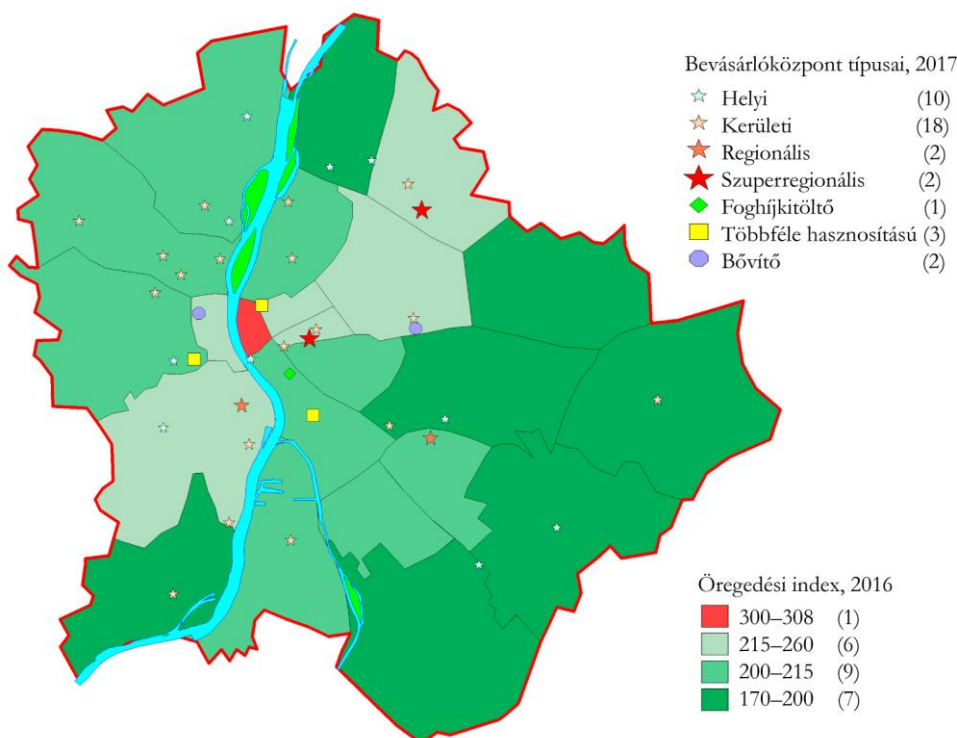 Bevásárlóközpont típusai, 2017
Helyi (10)
Kerületi (18)
Regionális (2)
Szuperregionális (2)
Foghíjkitöltő (1)
Többféle hasznosítású (3)
Bővítő (2)
Öregedési index, 2016
300–308 (1)
215–260 (6)
200–215 (9)
170–200 (7)